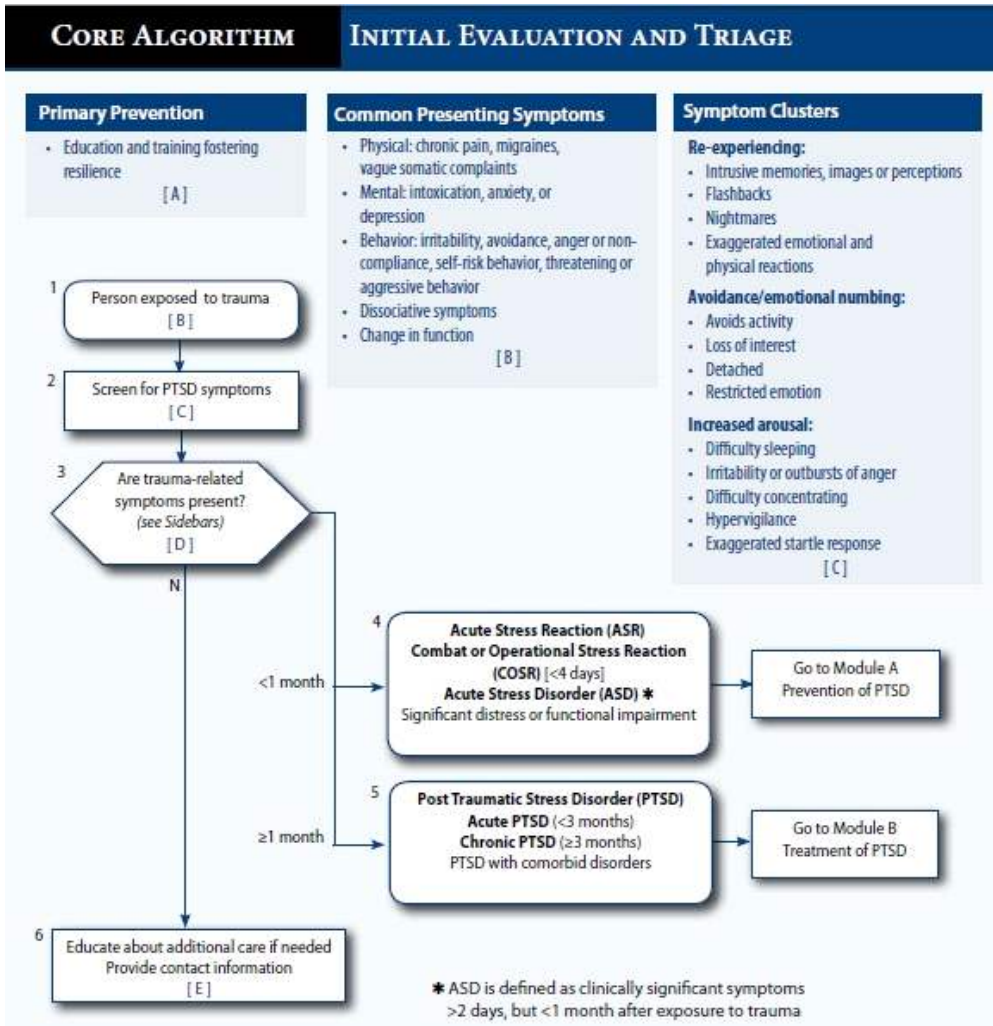 CORE ALGORITHM INITIAL EVALUATION AND TRIAGE
Primary Prevention
• Education and training fostering
resilience
[ A ]
Common Presenting Symptoms
• Physical: chronic pain, migraines,
vague somatic complaints
• Mental: intoxication, anxiety, or
depression
• Behavior: irritability, avoidance, anger or non-
compliance, self-risk behavior, threatening or
aggressive behavior
• Dissociative symptoms
• Change in function
[ B ]
Symptom Clusters
Re-experiencing:
• Intrusive memories, images or perceptions
• Flashbacks
• Nightmares
• Exaggerated emotional and
physical reactions
Avoidance/emotional numbing:
• Avoids activity
• Loss of interest
• Detached
• Restricted emotion
Increased arousal:
• Difficulty sleeping
• Irritability or outbursts of anger
• Difficulty concentrating
• Hypervigilance
• Exaggerated startle response
[ C ]
1
Person exposed to trauma
[ B ]
2
Screen for PTSD symptoms
[ C ]
3
Are trauma-related
symptoms present?
(see Sidebars)
[ D ]
N
<1 month
4
Acute Stress Reaction (ASR)
Combat or Operational Stress Reaction
(COSR) [<4 days]
Acute Stress Disorder (ASD) ✱
Significant distress or functional impairment
Go to Module A
Prevention of PTSD
≥1 month
5
Post Traumatic Stress Disorder (PTSD)
Acute PTSD (<3 months)
Chronic PTSD (≥3 months)
PTSD with comorbid disorders
Go to Module B
Treatment of PTSD
6
Educate about additional care if needed
Provide contact information
[ E ]
✱ ASD is defined as clinically significant symptoms
>2 days, but <1 month after exposure to trauma